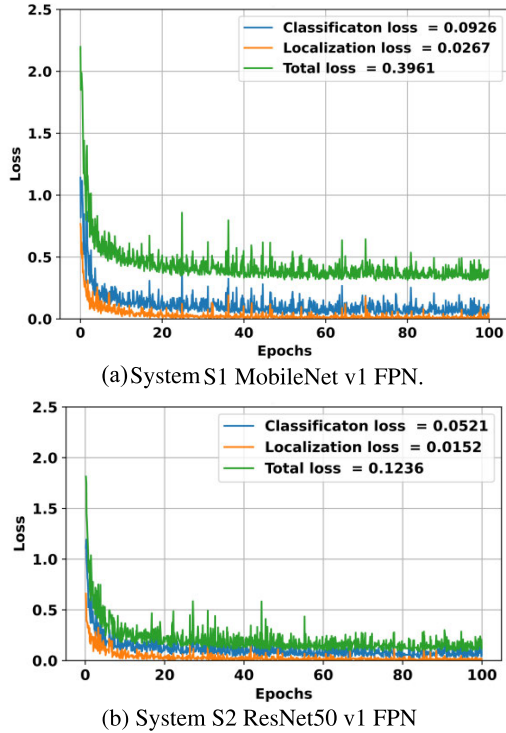 2.5
Classificaton loss = 0.0926
Localization loss = 0.0267
Total loss = 0.3961
2.0
1.5
Loss
1.0
0.5
0.0
0 20 40 60 80 100
Epochs
(a) System S1 MobileNet v1 FPN.
2.5
Classificaton loss = 0.0521
Localization loss = 0.0152
Total loss = 0.1236
2.0
1.5
Loss
1.0
0.5
0.0
0 20 40 60 80 100
Epochs
(b) System S2 ResNet50 v1 FPN